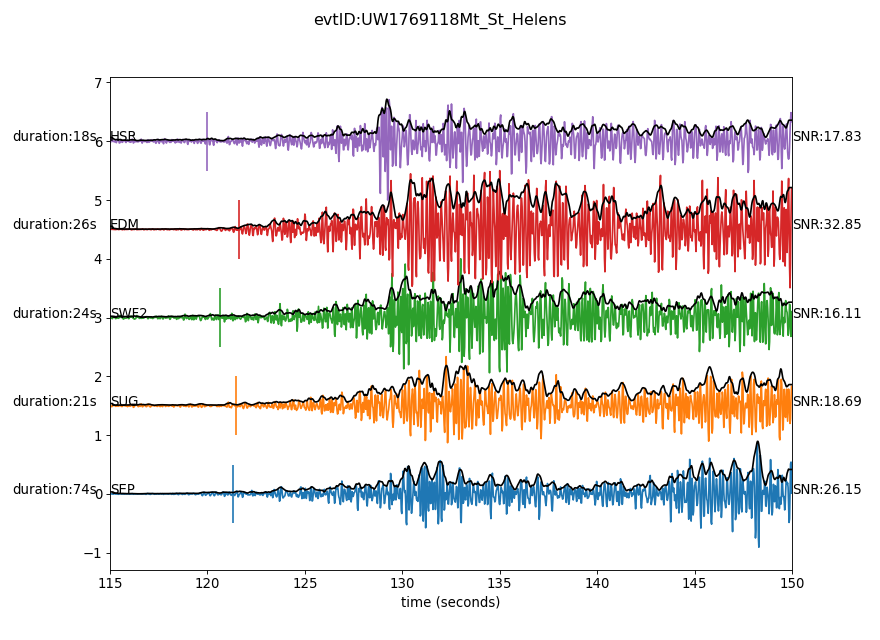 evtID:UW1769118Mt_St_Helens
7
duration:18s HSR SNR:17.83
6
5
duration:26s EDM SNR:32.85
4
duration:24s SWF2 SNR:16.11
3
2
duration:21s SUG SNR:18.69
1
duration:74s SEP SNR:26.15
0
−1
115 120 125 130 135 140 145 150
time (seconds)